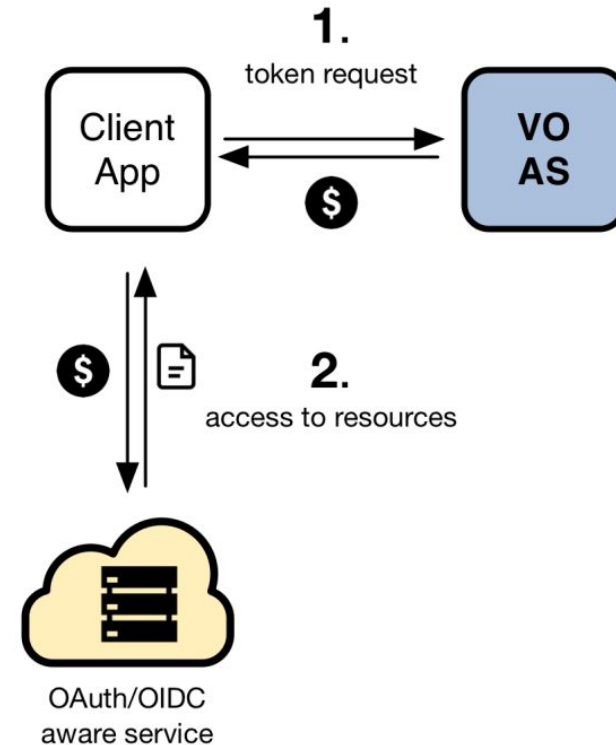 1.
token request
Client
App
VO
AS
$
$
2.
access to resources
OAuth/OIDC
aware service